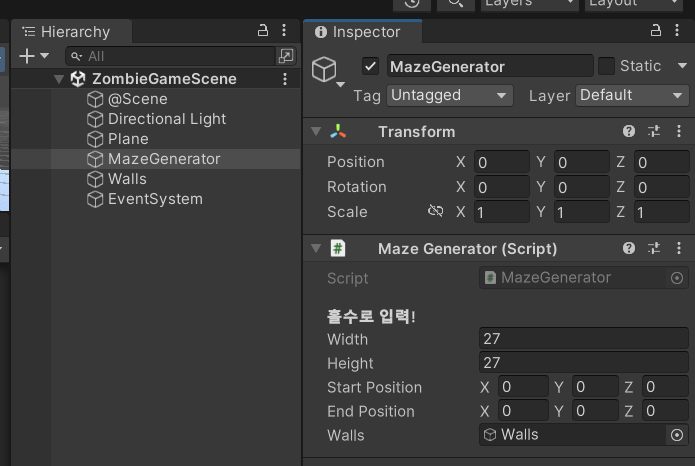 Layers
Layout
Hierarchy
All
ZombieGameScene
@Scene
Directional Light
Plane
MazeGenerator
Walls
EventSystem
Inspector
MazeGenerator
Static
Tag Untagged Layer Default
Transform
Position X 0 Y 0 Z 0
Rotation X 0 Y 0 Z 0
Scale X 1 Y 1 Z 1
Maze Generator (Script)
Script MazeGenerator
홀수로 입력!
Width 27
Height 27
Start Position X 0 Y 0 Z 0
End Position X 0 Y 0 Z 0
Walls Walls